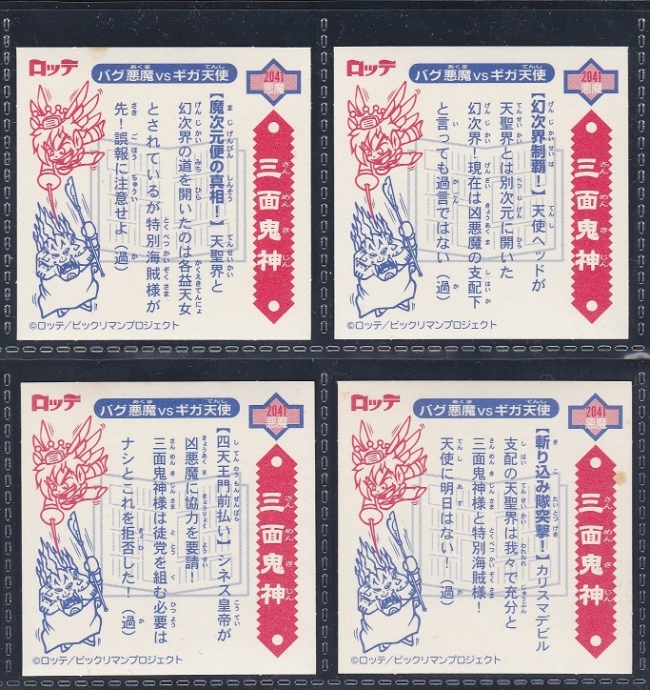 ロッテ
バグ悪魔VSギガ天使
2041
悪魔
三面鬼神
【魔次元便の真相！】天聖界と
幻次界の道を開いたのは各益天女
とされているが特別海賊様が
先！誤報に注意せよ（過）
©ロッテ/ビックリマンプロジェクト
ロッテ
バグ悪魔VSギガ天使
2041
悪魔
三面鬼神
【幻次界制覇！】天使ヘッドが
天聖界とは別次元に開いた
幻次界！現在は凶悪魔の支配下
と言っても過言ではない（過）
©ロッテ/ビックリマンプロジェクト
ロッテ
バグ悪魔VSギガ天使
2041
悪魔
三面鬼神
【四天王門前払い】シネス皇帝が
凶悪魔に協力を要請！
三面鬼神様は徒党を組む必要は
ナシとこれを拒否した！（過）
©ロッテ/ビックリマンプロジェクト
ロッテ
バグ悪魔VSギガ天使
2041
悪魔
三面鬼神
【斬り込み隊突撃！】カリスマデビル
支配の天聖界は我々で充分と
三面鬼神様と特別海賊様！
天使に明日はない！（過）
©ロッテ/ビックリマンプロジェクト